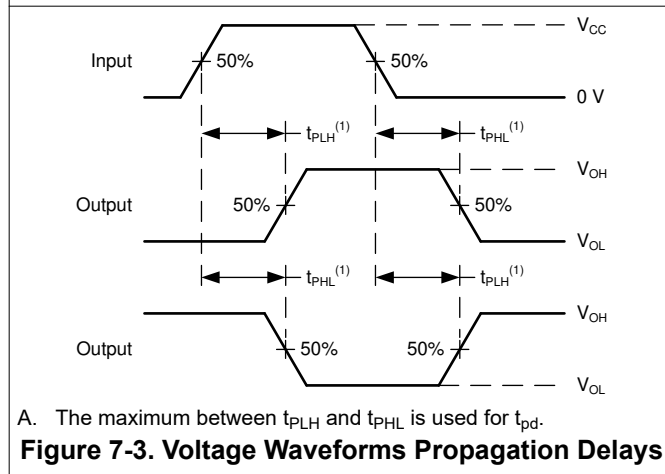 V_CC
Input
50%
50%
0 V
t_PLH^(1)
t_PHL^(1)
V_OH
Output
50%
50%
V_OL
t_PHL^(1)
t_PLH^(1)
V_OH
Output
50%
50%
V_OL
A. The maximum between t_PLH and t_PHL is used for t_pd.
Figure 7-3. Voltage Waveforms Propagation Delays